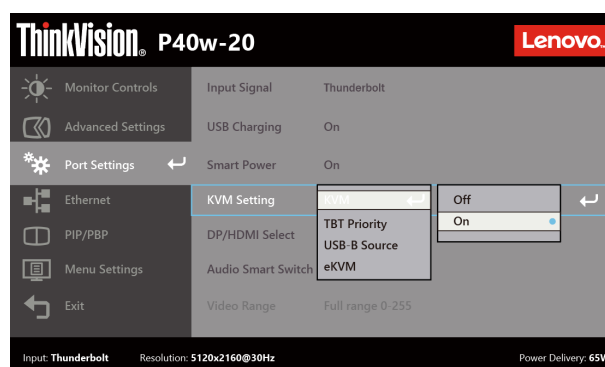 ThinkVision® P40w-20
Lenovo
Monitor Controls
Advanced Settings
Port Settings
Ethernet
PIP/PBP
Menu Settings
Exit
Input Signal Thunderbolt
USB Charging On
Smart Power On
KVM Setting
DP/HDMI Select
Audio Smart Switch
Video Range Full range 0-255
KVM
TBT Priority
USB-B Source
eKVM
Off
On
Input: Thunderbolt Resolution: 5120x2160@30Hz Power Delivery: 65W